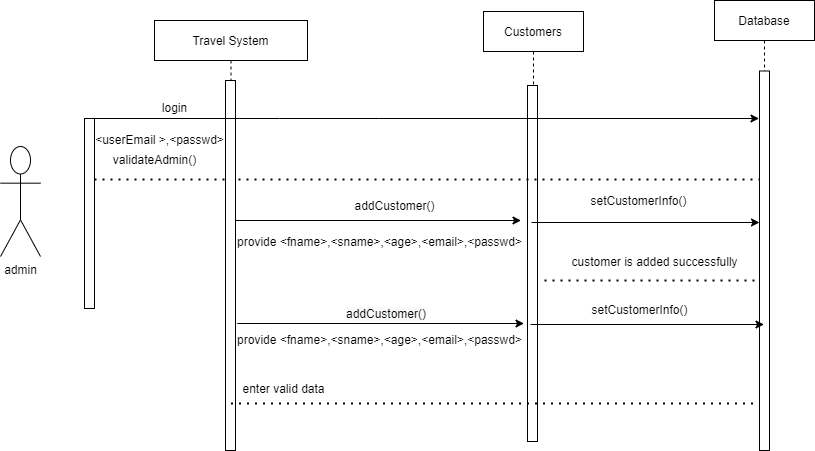 Database
Customers
Travel System
login
<userEmail >,<passwd>
validateAdmin()
admin
addCustomer()
setCustomerInfo()
provide <fname>,<sname>,<age>,<email>,<passwd>
customer is added successfully
addCustomer()
setCustomerInfo()
provide <fname>,<sname>,<age>,<email>,<passwd>
enter valid data